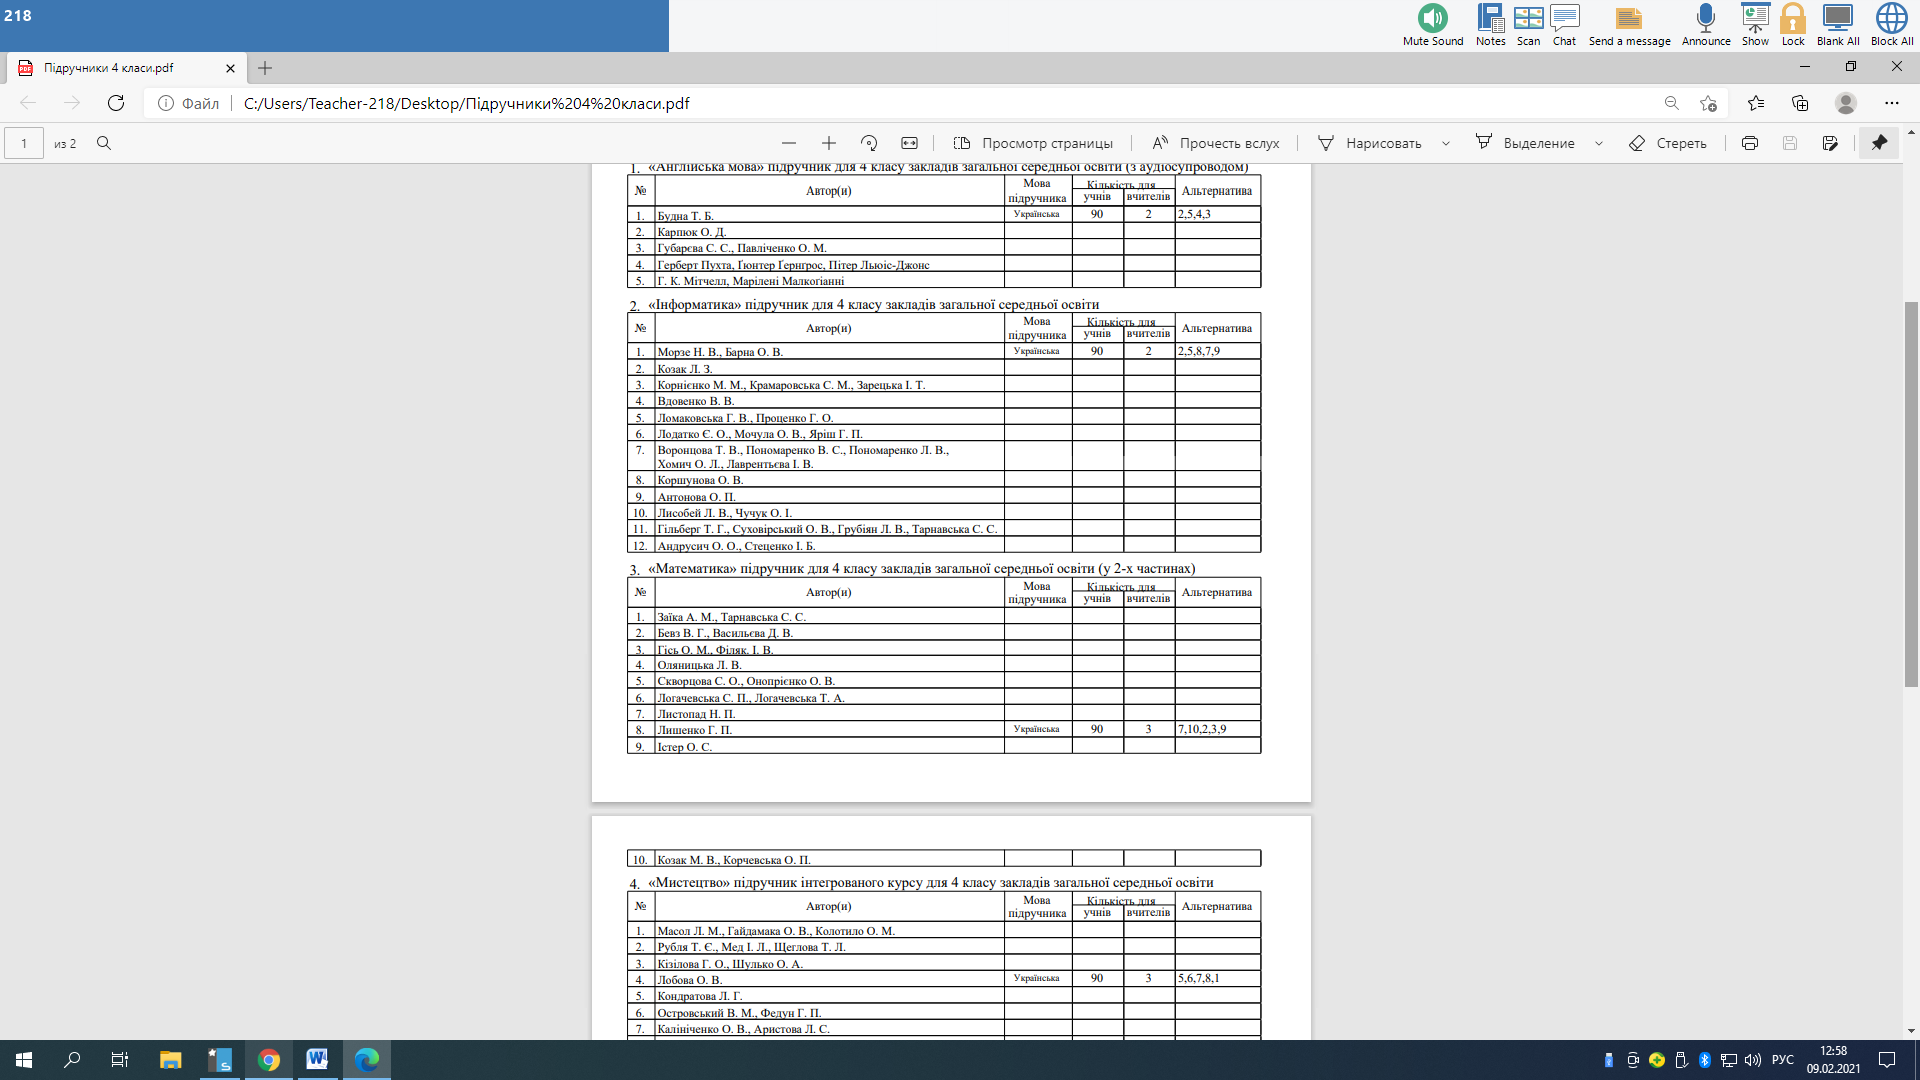 218
Mute Sound
Notes
Scan
Chat
Send a message
Announce
Show
Lock
Blank All
Block All
Підручники 4 класи.pdf
Файл
C:/Users/Teacher-218/Desktop/Підручники%204%20класи.pdf
1 из 2
Просмотр страницы
Прочесть вслух
Нарисовать
Выделение
Стереть
1. «Англійська мова» підручник для 4 класу закладів загальної середньої освіти (з аудіосупроводом)
№ Автор(и) Мова підручника Кількість для учнів вчителів Альтернатива
1. Будна Т. Б. Українська 90 2 2,5,4,3
2. Карпюк О. Д.
3. Губарєва С. С., Павліченко О. М.
4. Герберт Пухта, Ґюнтер Ґернґрос, Пітер Льюіс-Джонс
5. Г. К. Мітчелл, Марілені Малкогіанні
2. «Інформатика» підручник для 4 класу закладів загальної середньої освіти
№ Автор(и) Мова підручника Кількість для учнів вчителів Альтернатива
1. Морзе Н. В., Барна О. В. Українська 90 2 2,5,8,7,9
2. Козак Л. З.
3. Корнієнко М. М., Крамаровська С. М., Зарецька І. Т.
4. Вдовенко В. В.
5. Ломаковська Г. В., Проценко Г. О.
6. Лодатко Є. О., Мочула О. В., Яріш Г. П.
7. Воронцова Т. В., Пономаренко В. С., Пономаренко Л. В.,
Хомич О. Л., Лаврентьєва І. В.
8. Коршунова О. В.
9. Антонова О. П.
10. Лисобей Л. В., Чучук О. І.
11. Гільберг Т. Г., Суховірський О. В., Грубіян Л. В., Тарнавська С. С.
12. Андрусич О. О., Стеценко І. Б.
3. «Математика» підручник для 4 класу закладів загальної середньої освіти (у 2-х частинах)
№ Автор(и) Мова підручника Кількість для учнів вчителів Альтернатива
1. Заїка А. М., Тарнавська С. С.
2. Бевз В. Г., Васильєва Д. В.
3. Гісь О. М., Філяк. І. В.
4. Оляницька Л. В.
5. Скворцова С. О., Онопрієнко О. В.
6. Логачевська С. П., Логачевська Т. А.
7. Листопад Н. П.
8. Лишенко Г. П. Українська 90 3 7,10,2,3,9
9. Істер О. С.
10. Козак М. В., Корчевська О. П.
4. «Мистецтво» підручник інтегрованого курсу для 4 класу закладів загальної середньої освіти
№ Автор(и) Мова підручника Кількість для учнів вчителів Альтернатива
1. Масол Л. М., Гайдамака О. В., Колотило О. М.
2. Рубля Т. Є., Мед І. Л., Щеглова Т. Л.
3. Кізілова Г. О., Шулько О. А.
4. Лобова О. В. Українська 90 3 5,6,7,8,1
5. Кондратова Л. Г.
6. Островський В. М., Федун Г. П.
7. Калініченко О. В., Аристова Л. С.
РУС
12:58
09.02.2021